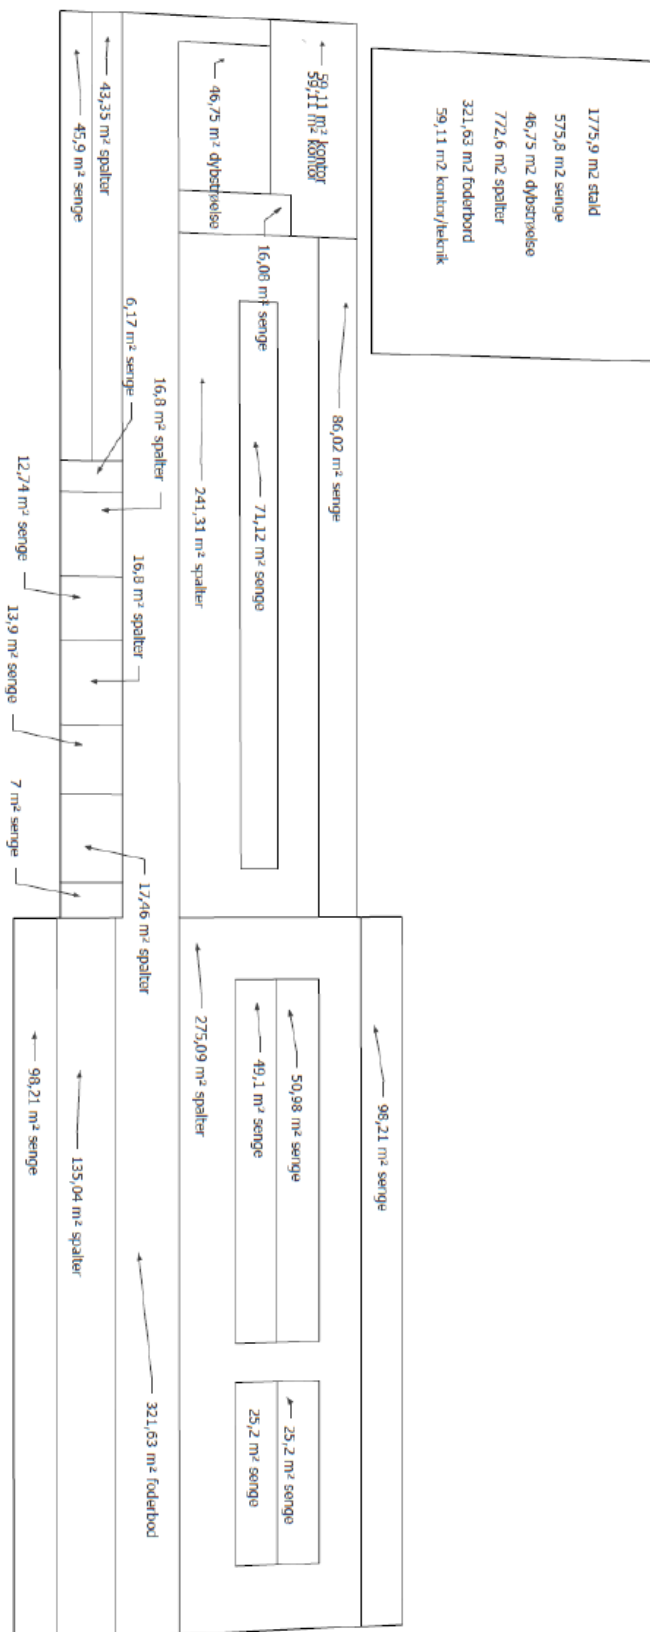 1775,9 m2 stald
575,8 m2 senge
46,75 m2 dybstrøelse
772,6 m2 spalter
321,63 m2 foderbord
59,11 m2 kontor/teknik
59,11 m² kontor
59,11 m² kontor
46,75 m² dybstrøelse
43,35 m² spalter
45,9 m² senge
16,08 m² senge
86,02 m² senge
6,17 m² senge
16,8 m² spalter
71,12 m² senge
241,31 m² spalter
12,74 m² senge
16,8 m² spalter
13,9 m² senge
7 m² senge
17,46 m² spalter
275,09 m² spalter
49,1 m² senge
50,98 m² senge
98,21 m² senge
98,21 m² senge
135,04 m² spalter
321,63 m² foderbod
25,2 m² senge
25,2 m² senge